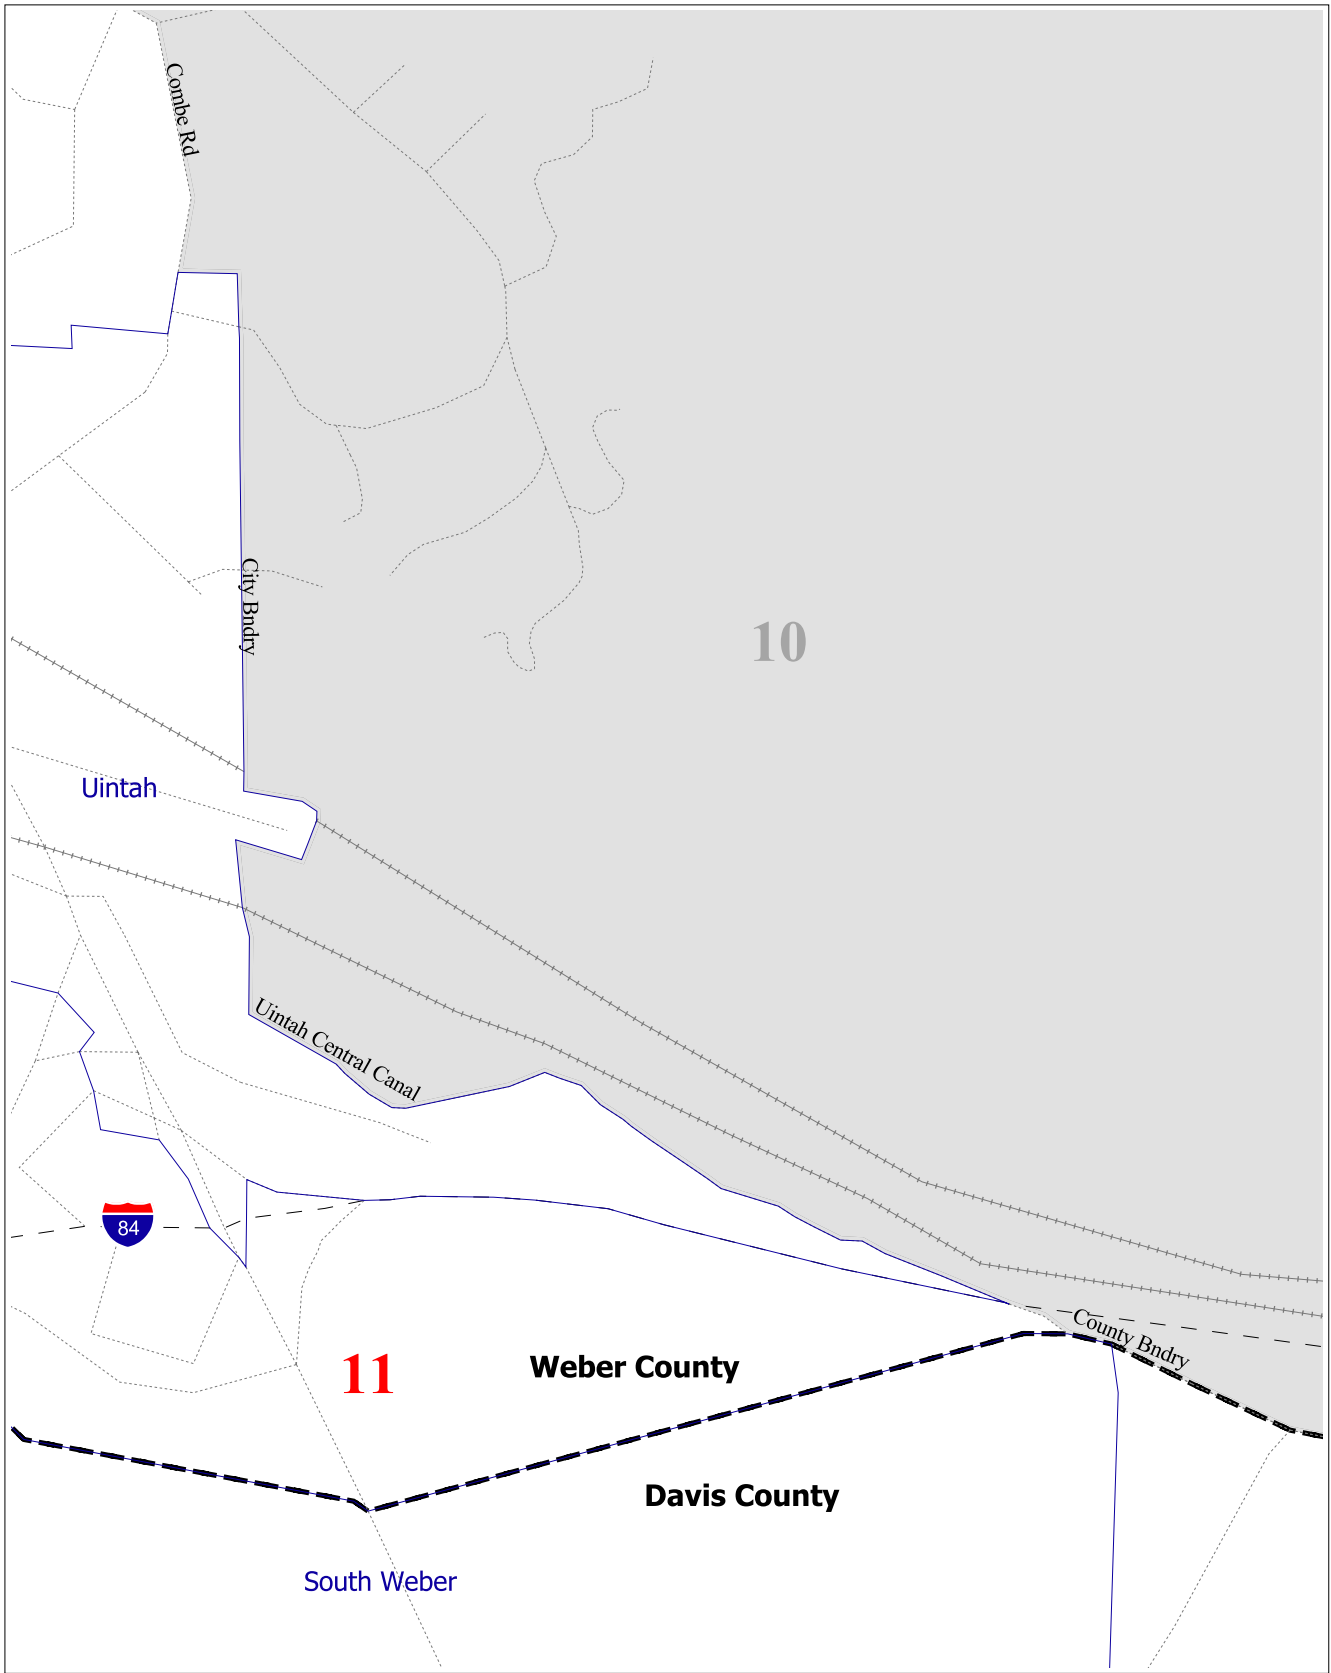 Combe Rd
City Bndry
10
Uintah
Uintah Central Canal
84
County Bndry
11
Weber County
Davis County
South Weber